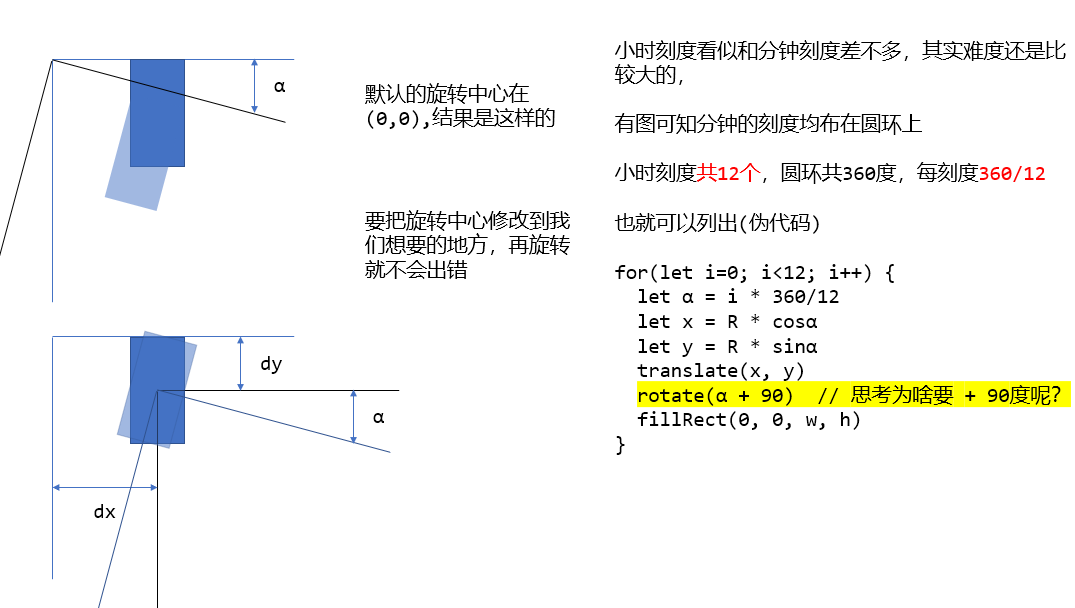 α
默认的旋转中心在
(0,0),结果是这样的
要把旋转中心修改到我
们想要的地方，再旋转
就不会出错
dy
α
dx
小时刻度看似和分钟刻度差不多，其实难度还是比
较大的，
有图可知分钟的刻度均布在圆环上
小时刻度共12个，圆环共360度，每刻度360/12
也就可以列出(伪代码)
for(let i=0; i<12; i++) {
  let α = i * 360/12
  let x = R * cosα
  let y = R * sinα
  translate(x, y)
  rotate(α + 90)  // 思考为啥要 + 90度呢?
  fillRect(0, 0, w, h)
}